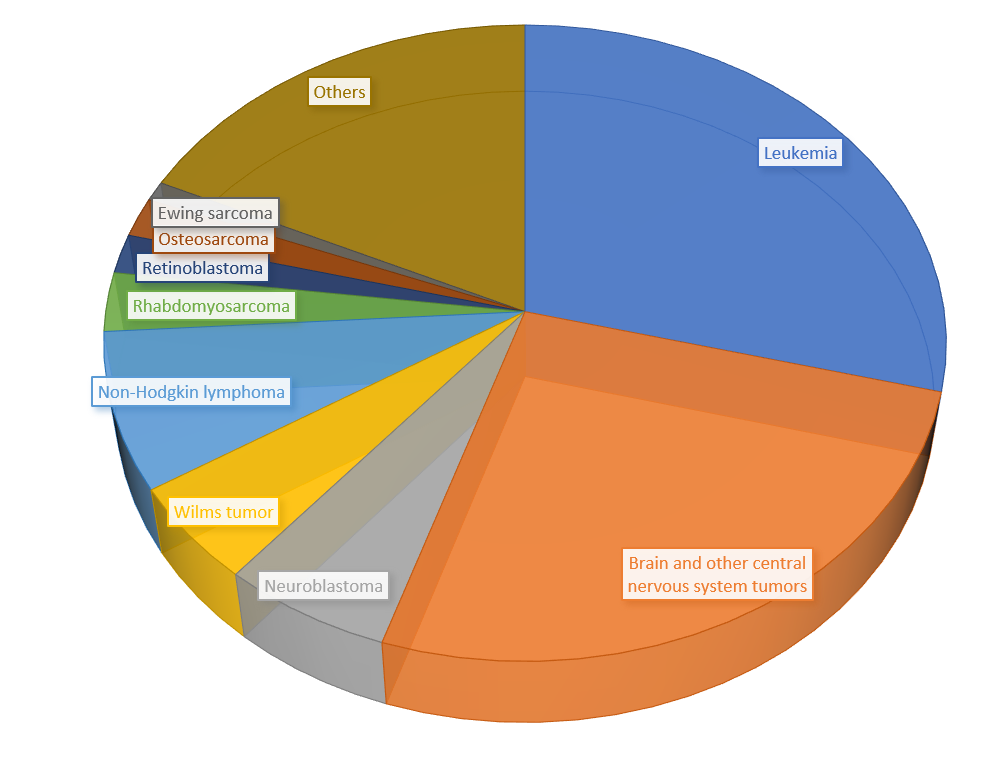 Others
Leukemia
Ewing sarcoma
Osteosarcoma
Retinoblastoma
Rhabdomyosarcoma
Non-Hodgkin lymphoma
Wilms tumor
Neuroblastoma
Brain and other central
nervous system tumors